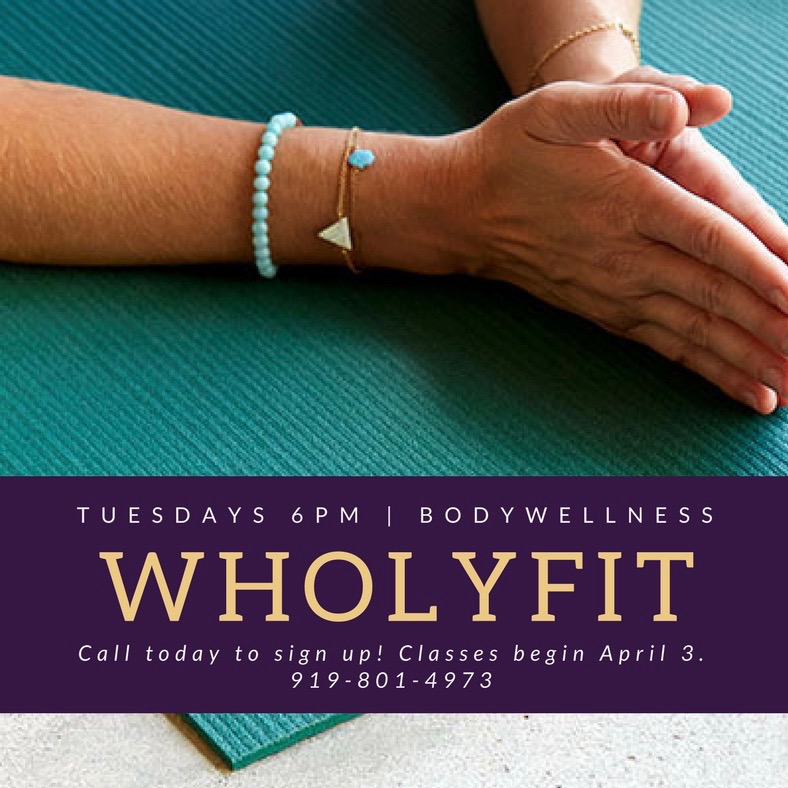 TUESDAYS 6PM | BODYWELLNESS
WHOLYFIT
Call today to sign up! Classes begin April 3.
919-801-4973